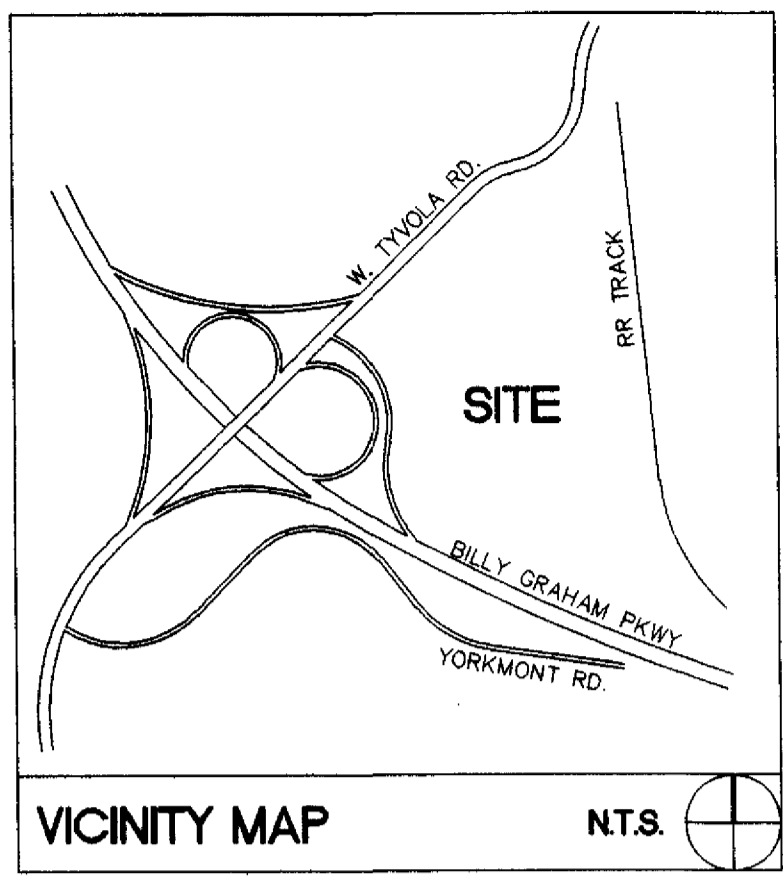 W. TYVOLA RD.
RR TRACK
SITE
BILLY GRAHAM PKWY
YORKMONT RD.
VICINITY MAP
N.T.S.